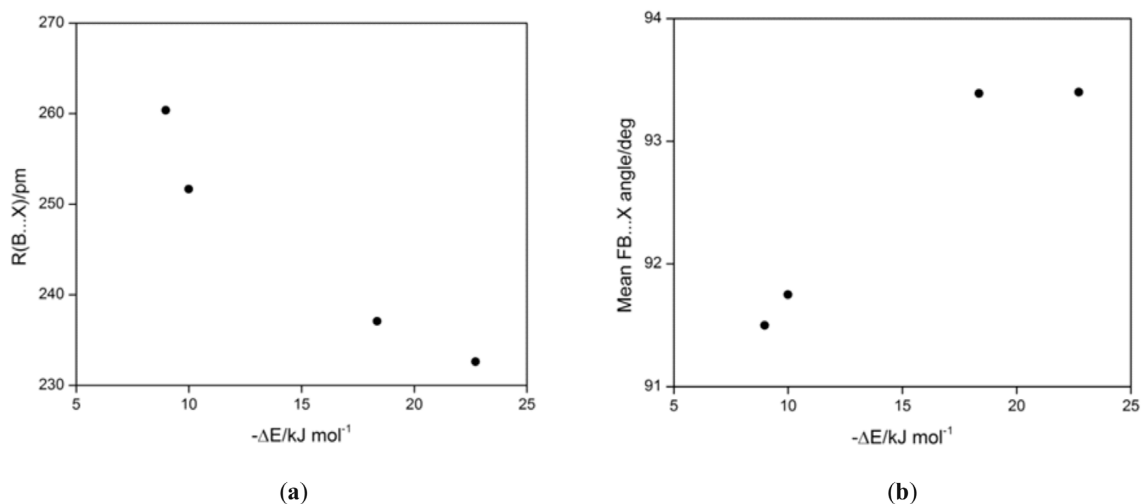 270
260
250
240
230
R(B...X)/pm
5 10 15 20 25
-ΔE/kJ mol⁻¹
(a)
94
93
92
91
Mean FB...X angle/deg
5 10 15 20 25
-ΔE/kJ mol⁻¹
(b)